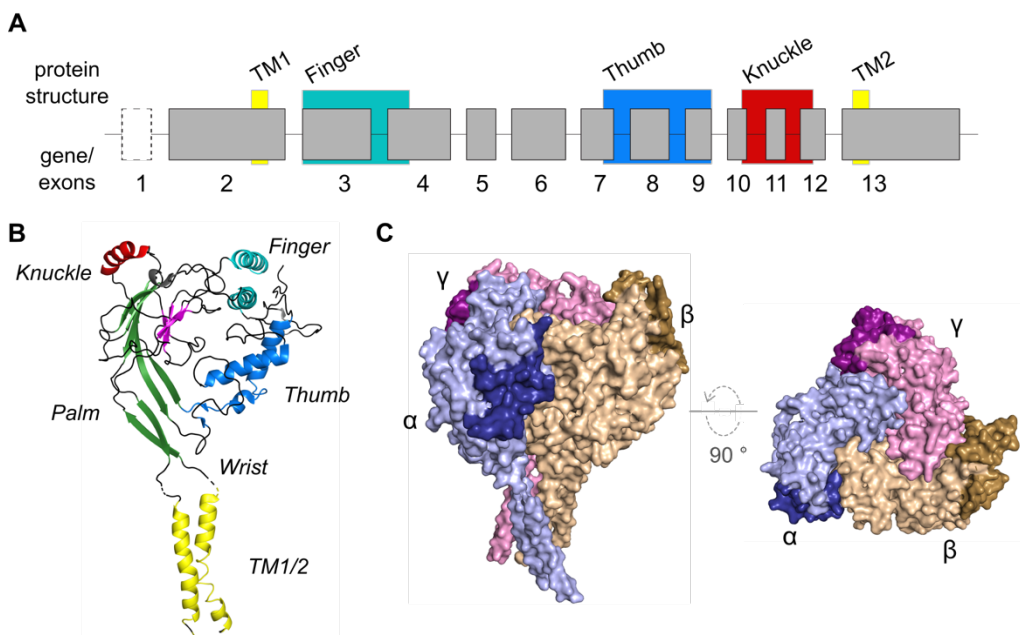 A
protein
structure
TM1
Finger
Thumb
Knuckle
TM2
gene/
exons
1 2 3 4 5 6 7 8 9 10 11 12 13
B
Knuckle
Finger
Palm
Thumb
Wrist
TM1/2
C
γ
β
α
90 °
γ
α
β